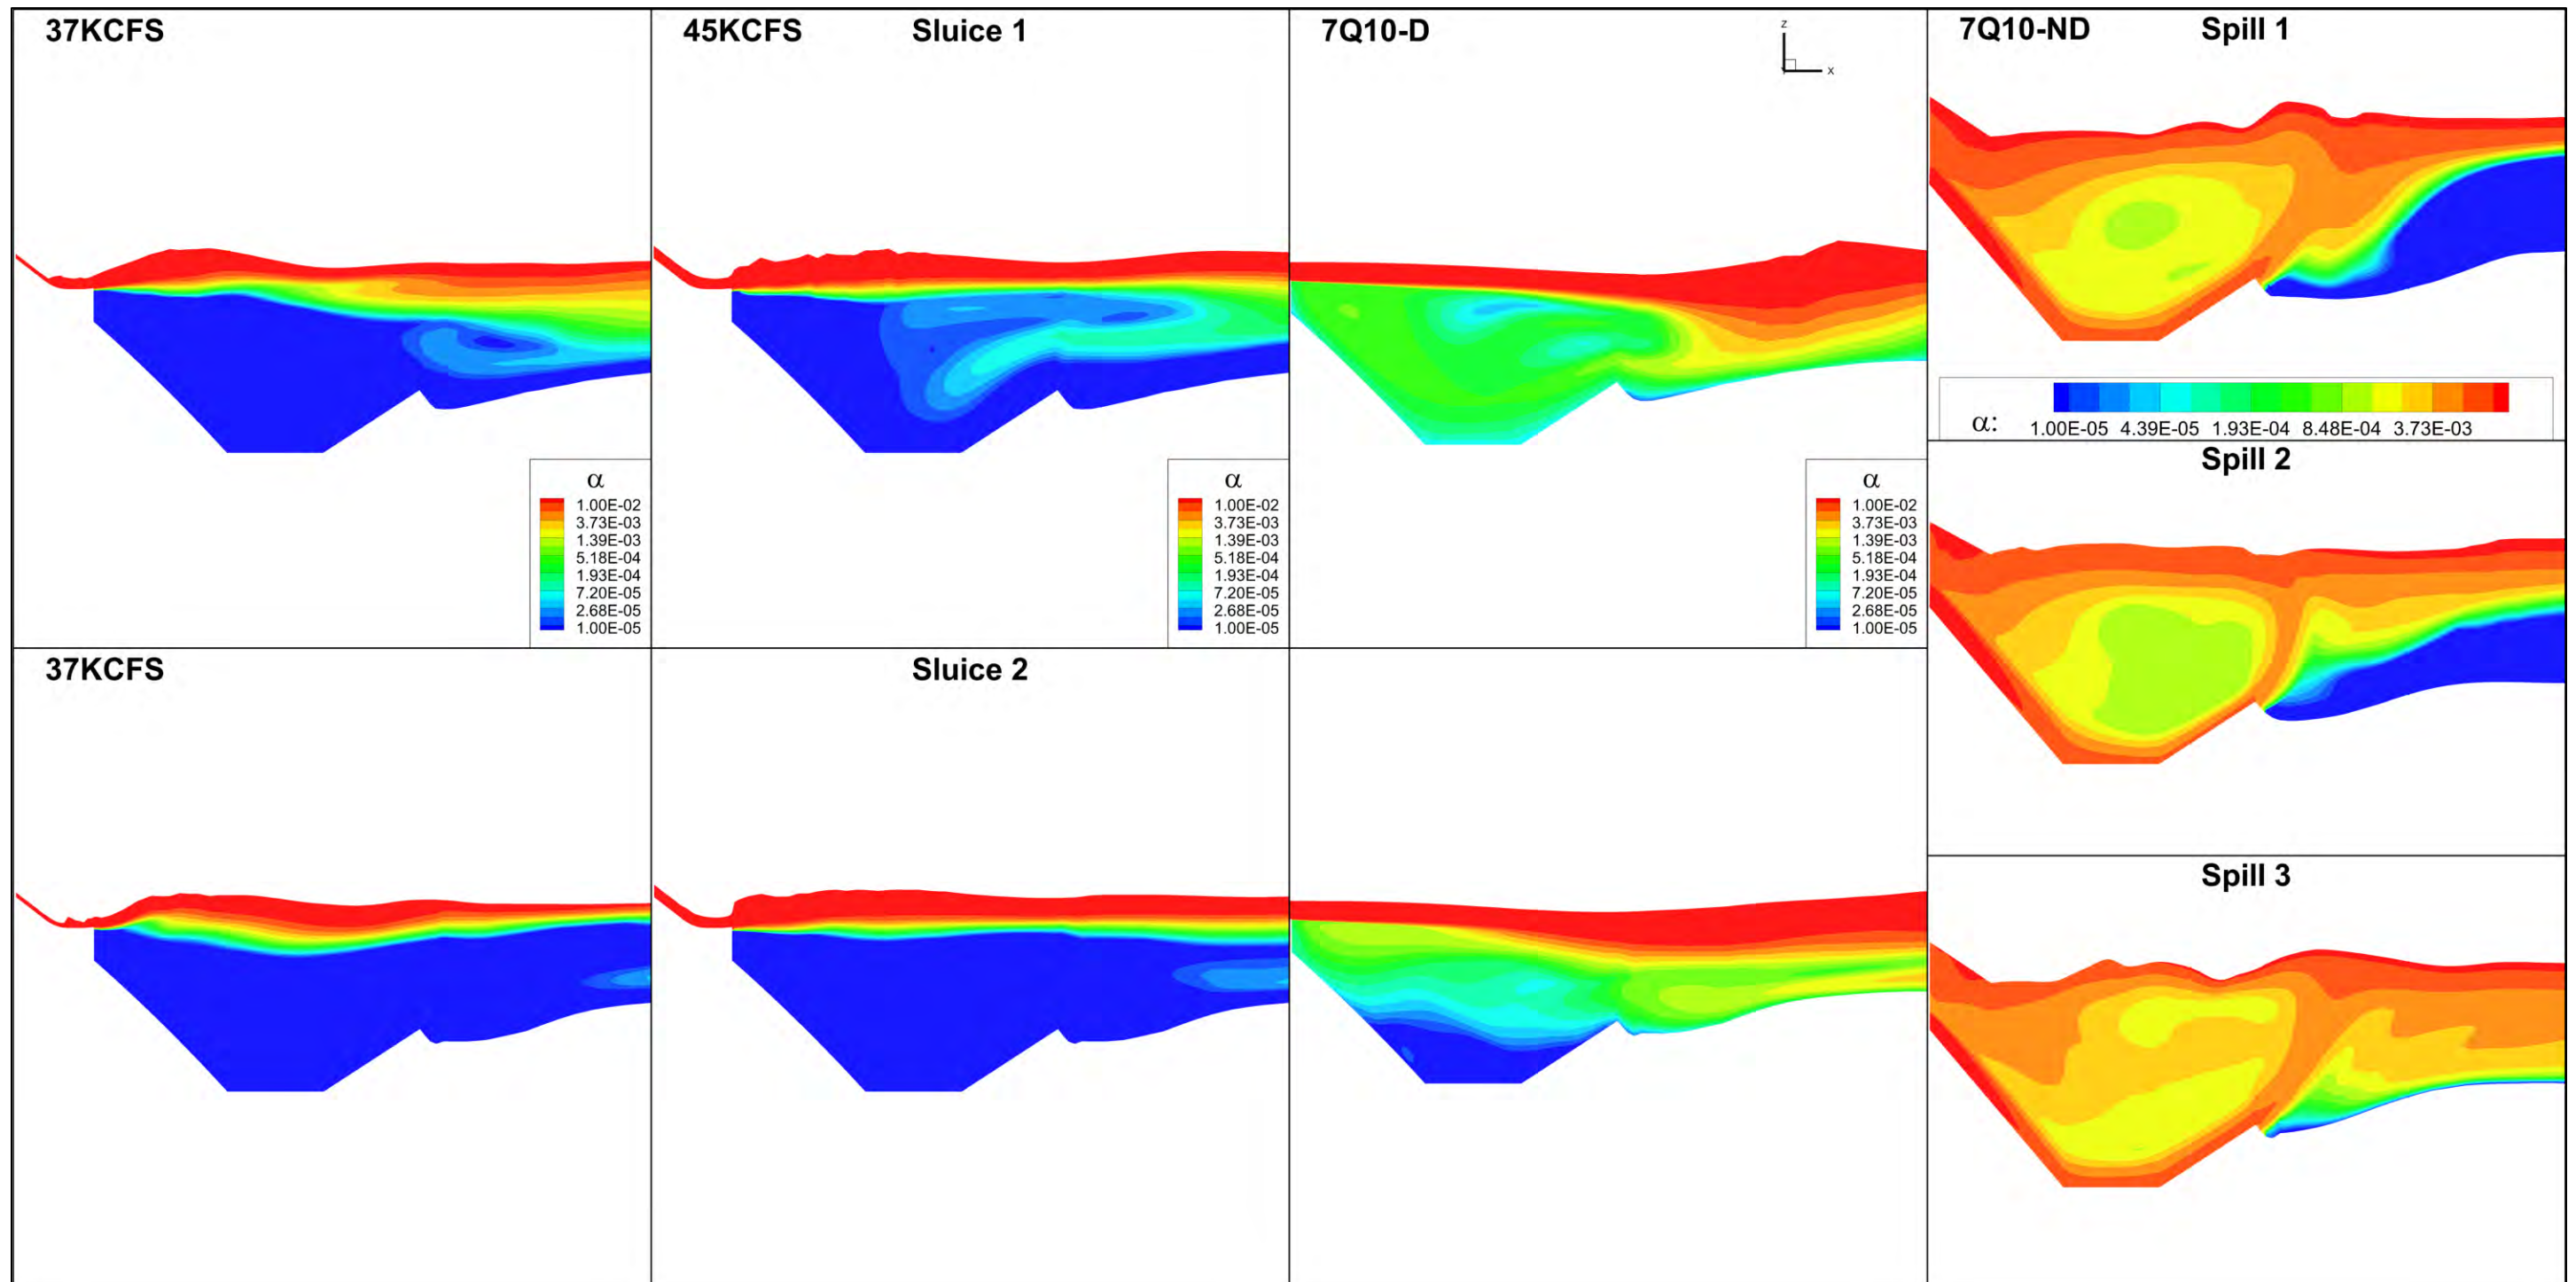 37KCFS
45KCFS Sluice 1
7Q10-D
z
x
7Q10-ND Spill 1
α
1.00E-02
3.73E-03
1.39E-03
5.18E-04
1.93E-04
7.20E-05
2.68E-05
1.00E-05
α
1.00E-02
3.73E-03
1.39E-03
5.18E-04
1.93E-04
7.20E-05
2.68E-05
1.00E-05
α
1.00E-02
3.73E-03
1.39E-03
5.18E-04
1.93E-04
7.20E-05
2.68E-05
1.00E-05
α: 1.00E-05 4.39E-05 1.93E-04 8.48E-04 3.73E-03
Spill 2
37KCFS
Sluice 2
Spill 3